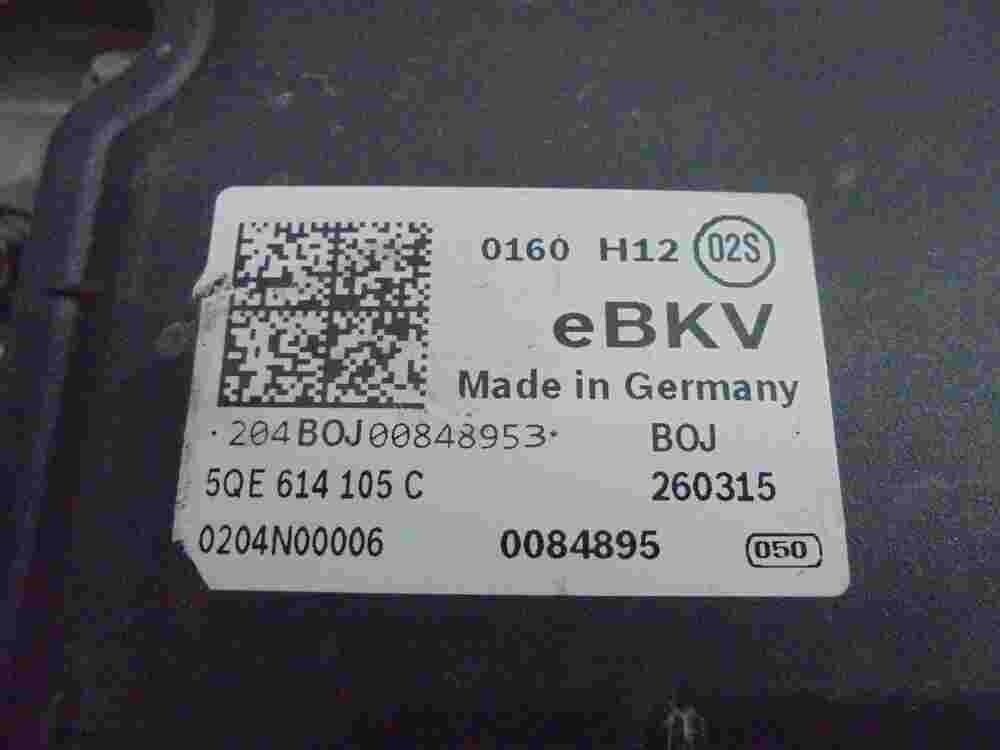 0160 H12 02S
eBKV
Made in Germany
·204BOJ00848953· BOJ
5QE 614 105 C 260315
0204N00006 0084895 050